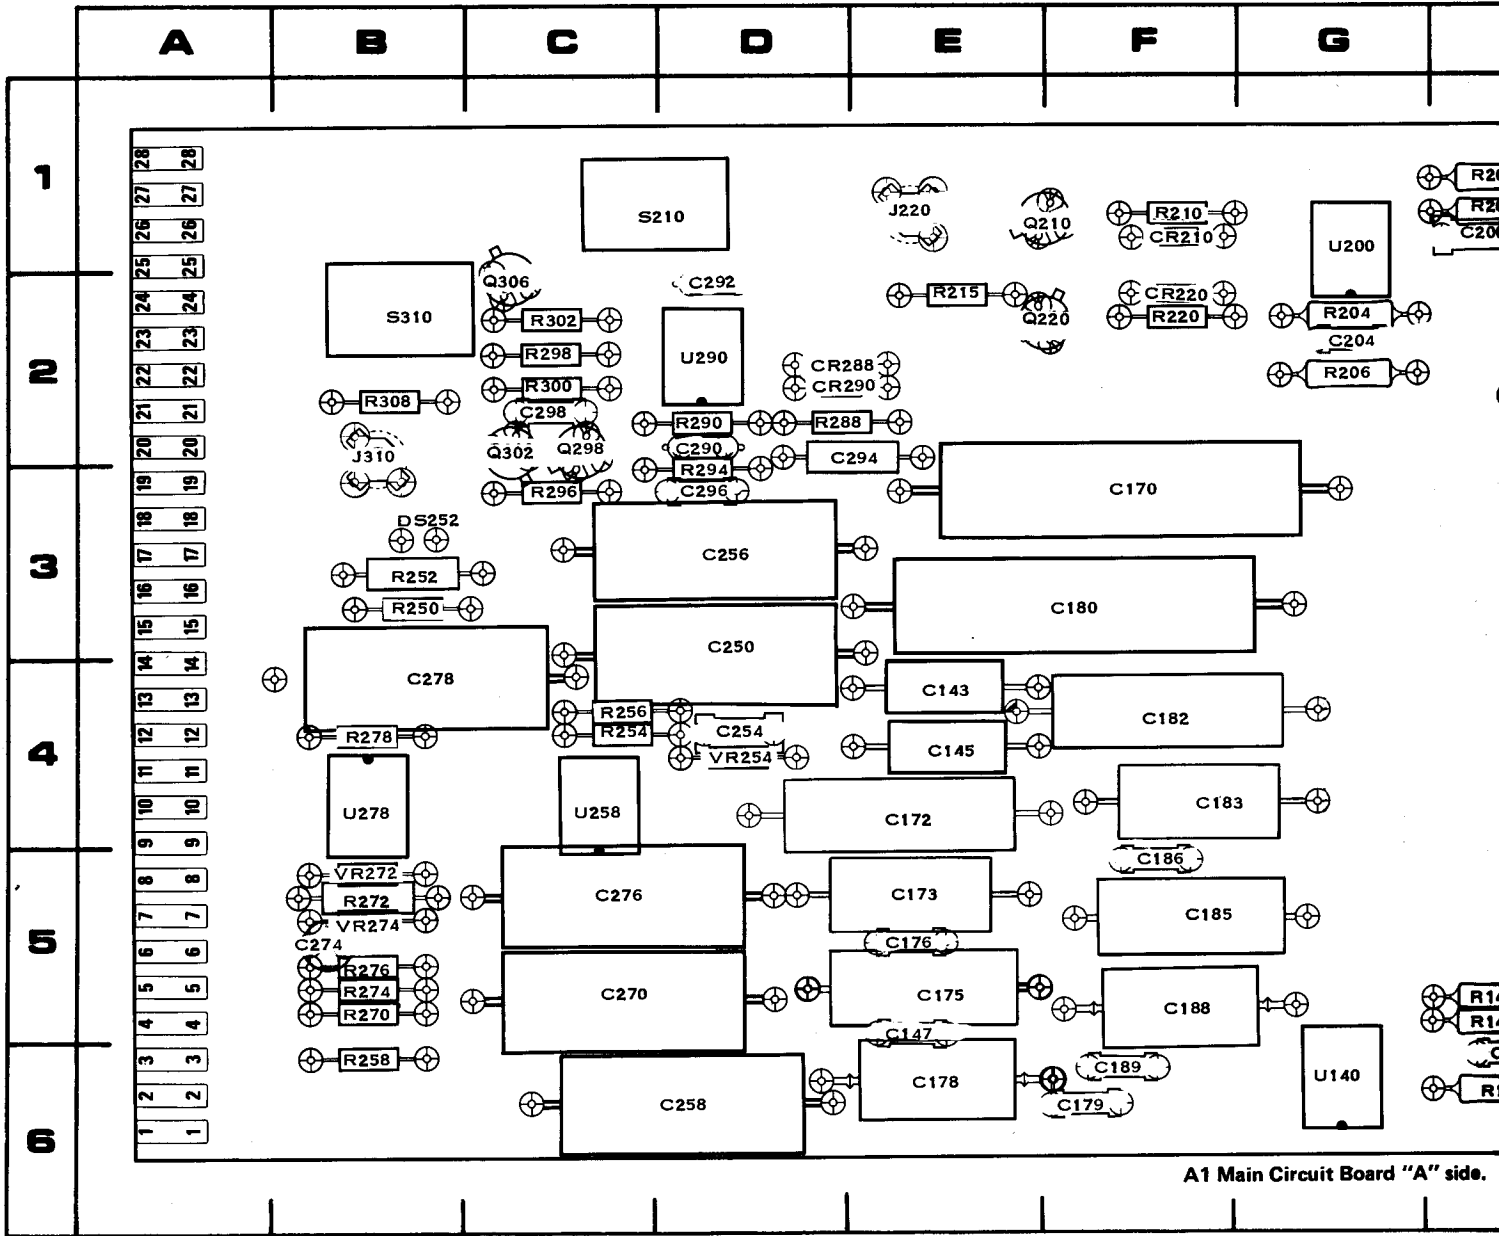 A B C D E F G
1
2
3
4
5
6
28 28
27 27
26 26
25 25
24 24
23 23
22 22
21 21
20 20
19 19
18 18
17 17
16 16
15 15
14 14
13 13
12 12
11 11
10 10
9 9
8 8
7 7
6 6
5 5
4 4
3 3
2 2
1 1
S210 J220 Q210 R210 CR210 U200
Q306 C292 R215 CR220
S310 R302 Q220 R220 R204
R298 U290 CR288 C204
R300 CR290 R206
R308 C298 R290 R288
J310 Q302 Q298 C290 C294
R296 R294 C296 C170
DS252
R252 C256
R250 C180
C278 C250 C143
R256 C182
R278 R254 C254 C145
VR254
U278 U258 C172 C183
VR272 C186
R272 C276 C173 C185
VR274
C274 C176
R276
R274 C270 C175 C188
R270 C147
R258 C178 C189 U140
C258 C179
A1 Main Circuit Board “A” side.